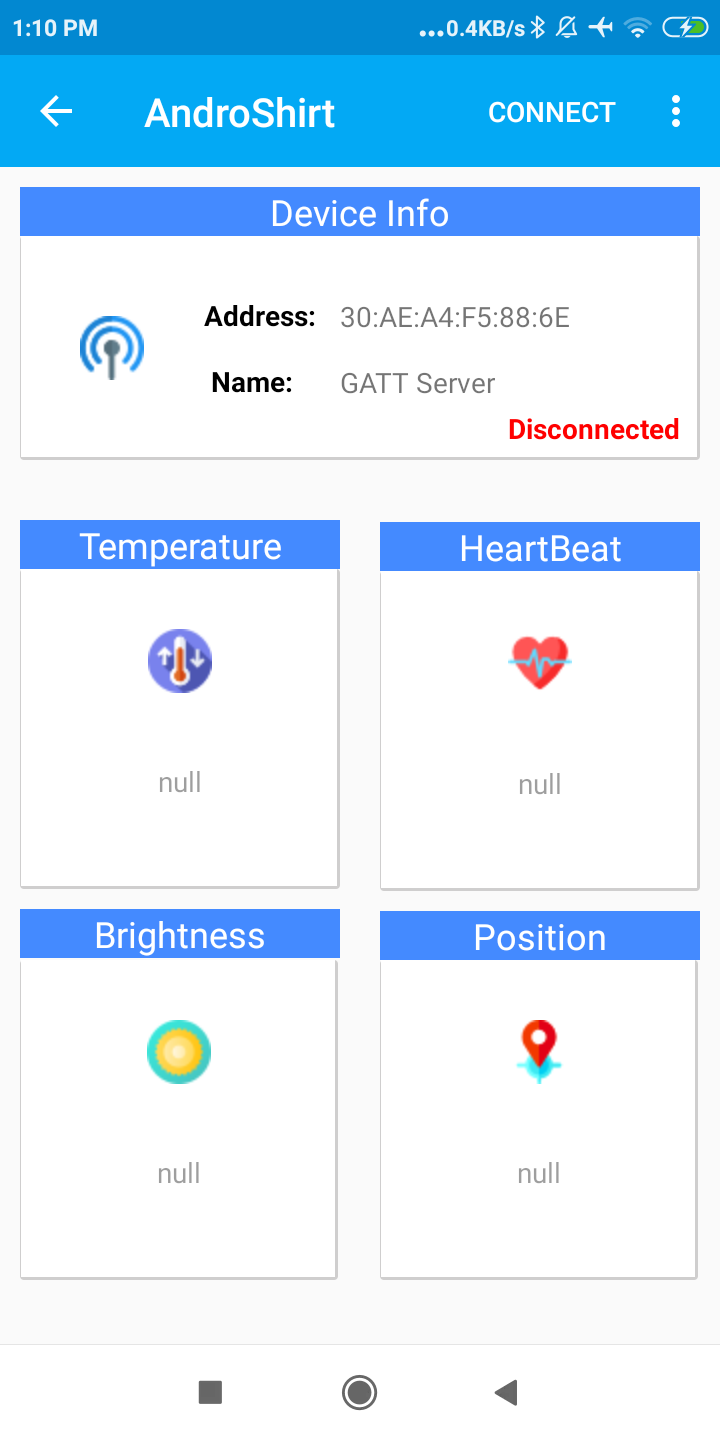 1:10 PM ...0.4KB/s
AndroShirt CONNECT
Device Info
Address: 30:AE:A4:F5:88:6E
Name: GATT Server
Disconnected
Temperature HeartBeat
null null
Brightness Position
null null